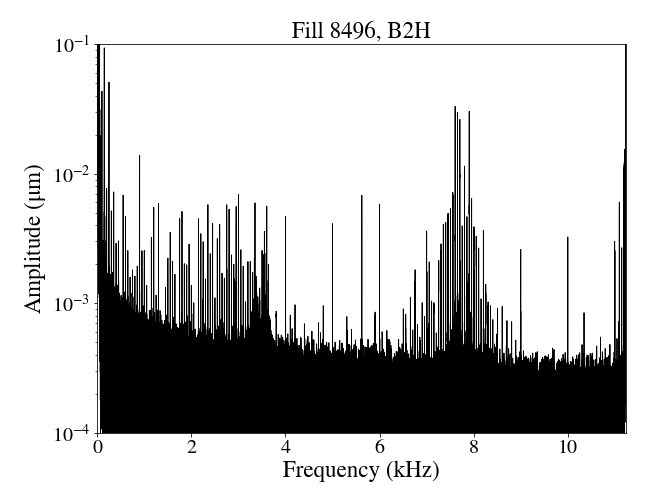 Fill 8496, B2H
10⁻¹
10⁻²
10⁻³
10⁻⁴
Amplitude (μm)
0 2 4 6 8 10
Frequency (kHz)